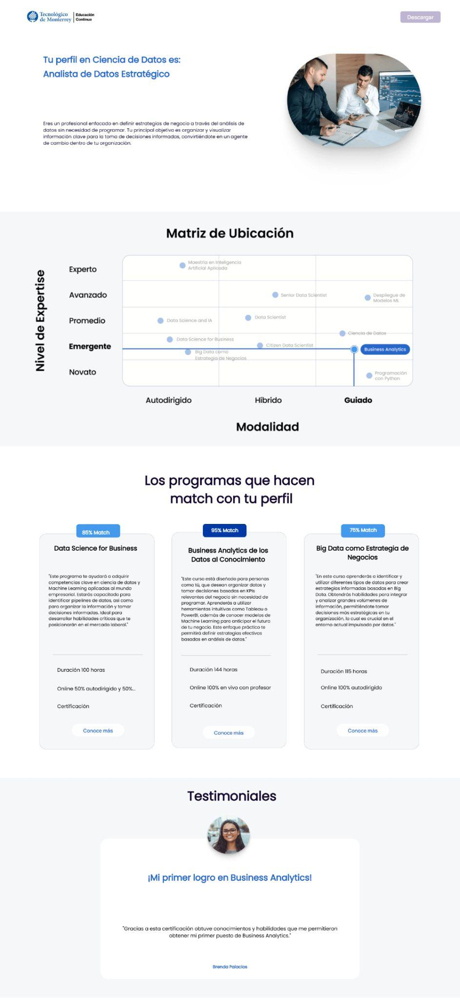 Tecnológico
de Monterrey
Educación
Continua
Descargar
Tu perfil en Ciencia de Datos es:
Analista de Datos Estratégico
Eres un profesional enfocado en definir estrategias de negocio a través del análisis de
datos sin necesidad de programar. Tu principal objetivo es organizar y visualizar
información clave para la toma de decisiones informadas, convirtiéndote en un agente
de cambio dentro de tu organización.
Matriz de Ubicación
Nivel de Expertise
Experto
Maestría en Inteligencia
Artificial Aplicada
Avanzado
Senior Data Scientist
Despliegue de
Modelos ML
Promedio
Data Science and IA
Data Scientist
Ciencia de Datos
Emergente
Data Science for Business
Citizen Data Scientist
Business Analytics
Big Data como
Estrategia de Negocios
Novato
Programación
con Python
Autodirigido
Híbrido
Guiado
Modalidad
Los programas que hacen
match con tu perfil
85% Match
Data Science for Business
"Este programa te ayudará a adquirir
competencias clave en ciencia de datos y
Machine Learning aplicadas al mundo
empresarial. Estarás capacitado para
identificar pipelines de datos, así como
para organizar la información y tomar
decisiones informadas. Ideal para
desarrollar habilidades críticas que te
posicionarán en el mercado laboral."
Duración 100 horas
Online 50% autodirigido y 50%...
Certificación
Conoce más
95% Match
Business Analytics de los
Datos al Conocimiento
"Este curso está diseñado para personas
como tú, que desean organizar datos y
tomar decisiones basadas en KPIs
relevantes del negocio sin necesidad de
programar. Aprenderás a utilizar
herramientas intuitivas como Tableau o
PowerBI, además de conocer modelos de
Machine Learning para anticipar el futuro
de tu negocio. Este enfoque práctico te
permitirá definir estrategias efectivas
basadas en análisis de datos."
Duración 144 horas
Online 100% en vivo con profesor
Certificación
Conoce más
75% Match
Big Data como Estrategia de
Negocios
"En este curso aprenderás a identificar y
utilizar diferentes tipos de datos para crear
estrategias informadas basadas en Big
Data. Obtendrás habilidades para integrar
y analizar grandes volúmenes de
información, permitiéndote tomar
decisiones más estratégicas en tu
organización, lo cual es crucial en el
entorno actual impulsado por datos."
Duración 115 horas
Online 100% autodirigido
Certificación
Conoce más
Testimoniales
¡Mi primer logro en Business Analytics!
"Gracias a esta certificación obtuve conocimientos y habilidades que me permitieron
obtener mi primer puesto de Business Analytics."
Brenda Palacios